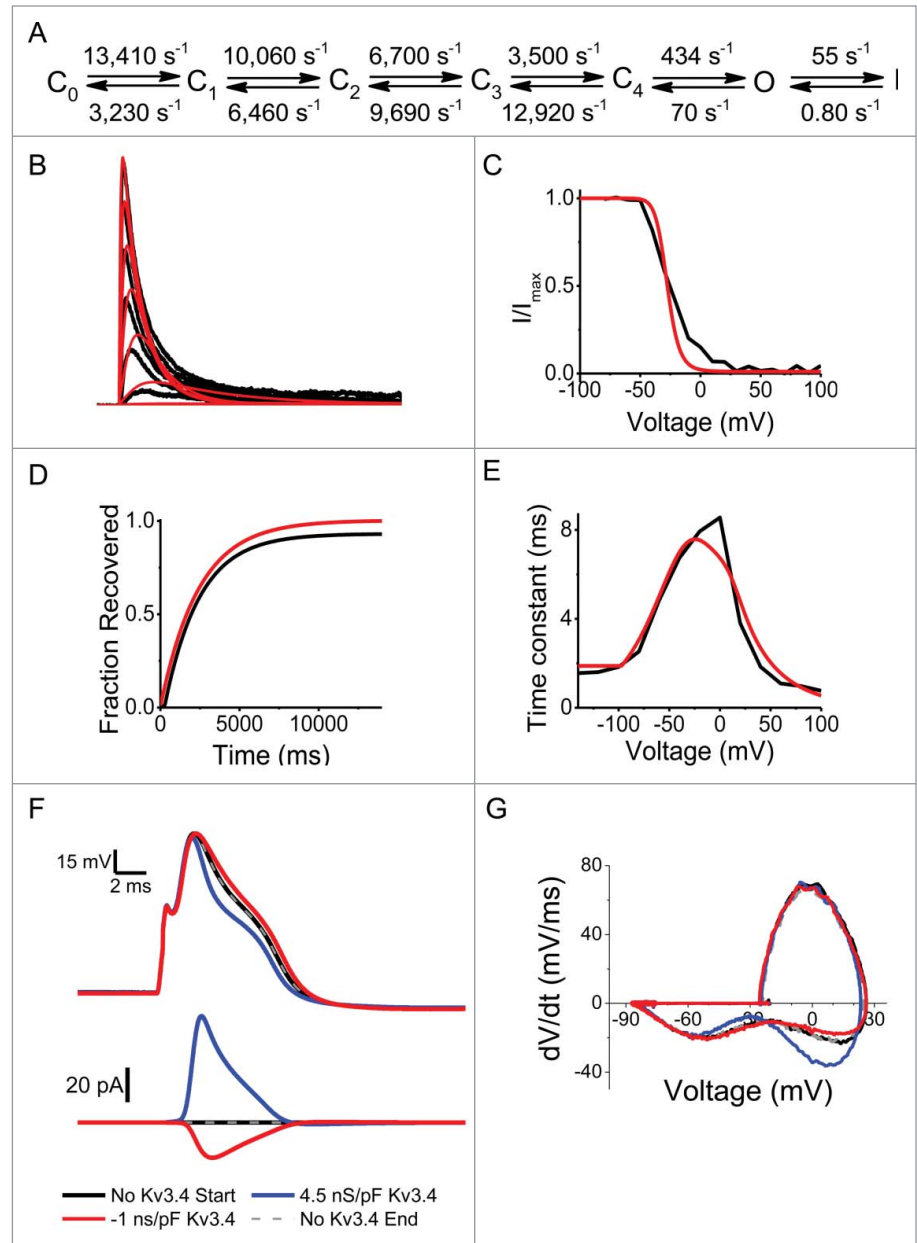 A
13,410 s⁻¹ 10,060 s⁻¹ 6,700 s⁻¹ 3,500 s⁻¹ 434 s⁻¹ 55 s⁻¹
C₀ C₁ C₂ C₃ C₄ O I
3,230 s⁻¹ 6,460 s⁻¹ 9,690 s⁻¹ 12,920 s⁻¹ 70 s⁻¹ 0.80 s⁻¹
B
C
1.0
0.5
0.0
I/Imax
-100 -50 0 50 100
Voltage (mV)
D
1.0
0.5
0.0
Fraction Recovered
0 5000 10000
Time (ms)
E
8
4
0
Time constant (ms)
-100 -50 0 50 100
Voltage (mV)
F
15 mV
2 ms
20 pA
No Kv3.4 Start 4.5 nS/pF Kv3.4
-1 ns/pF Kv3.4 No Kv3.4 End
G
80
40
0
-40
dV/dt (mV/ms)
-90 -60 30 0 30
Voltage (mV)